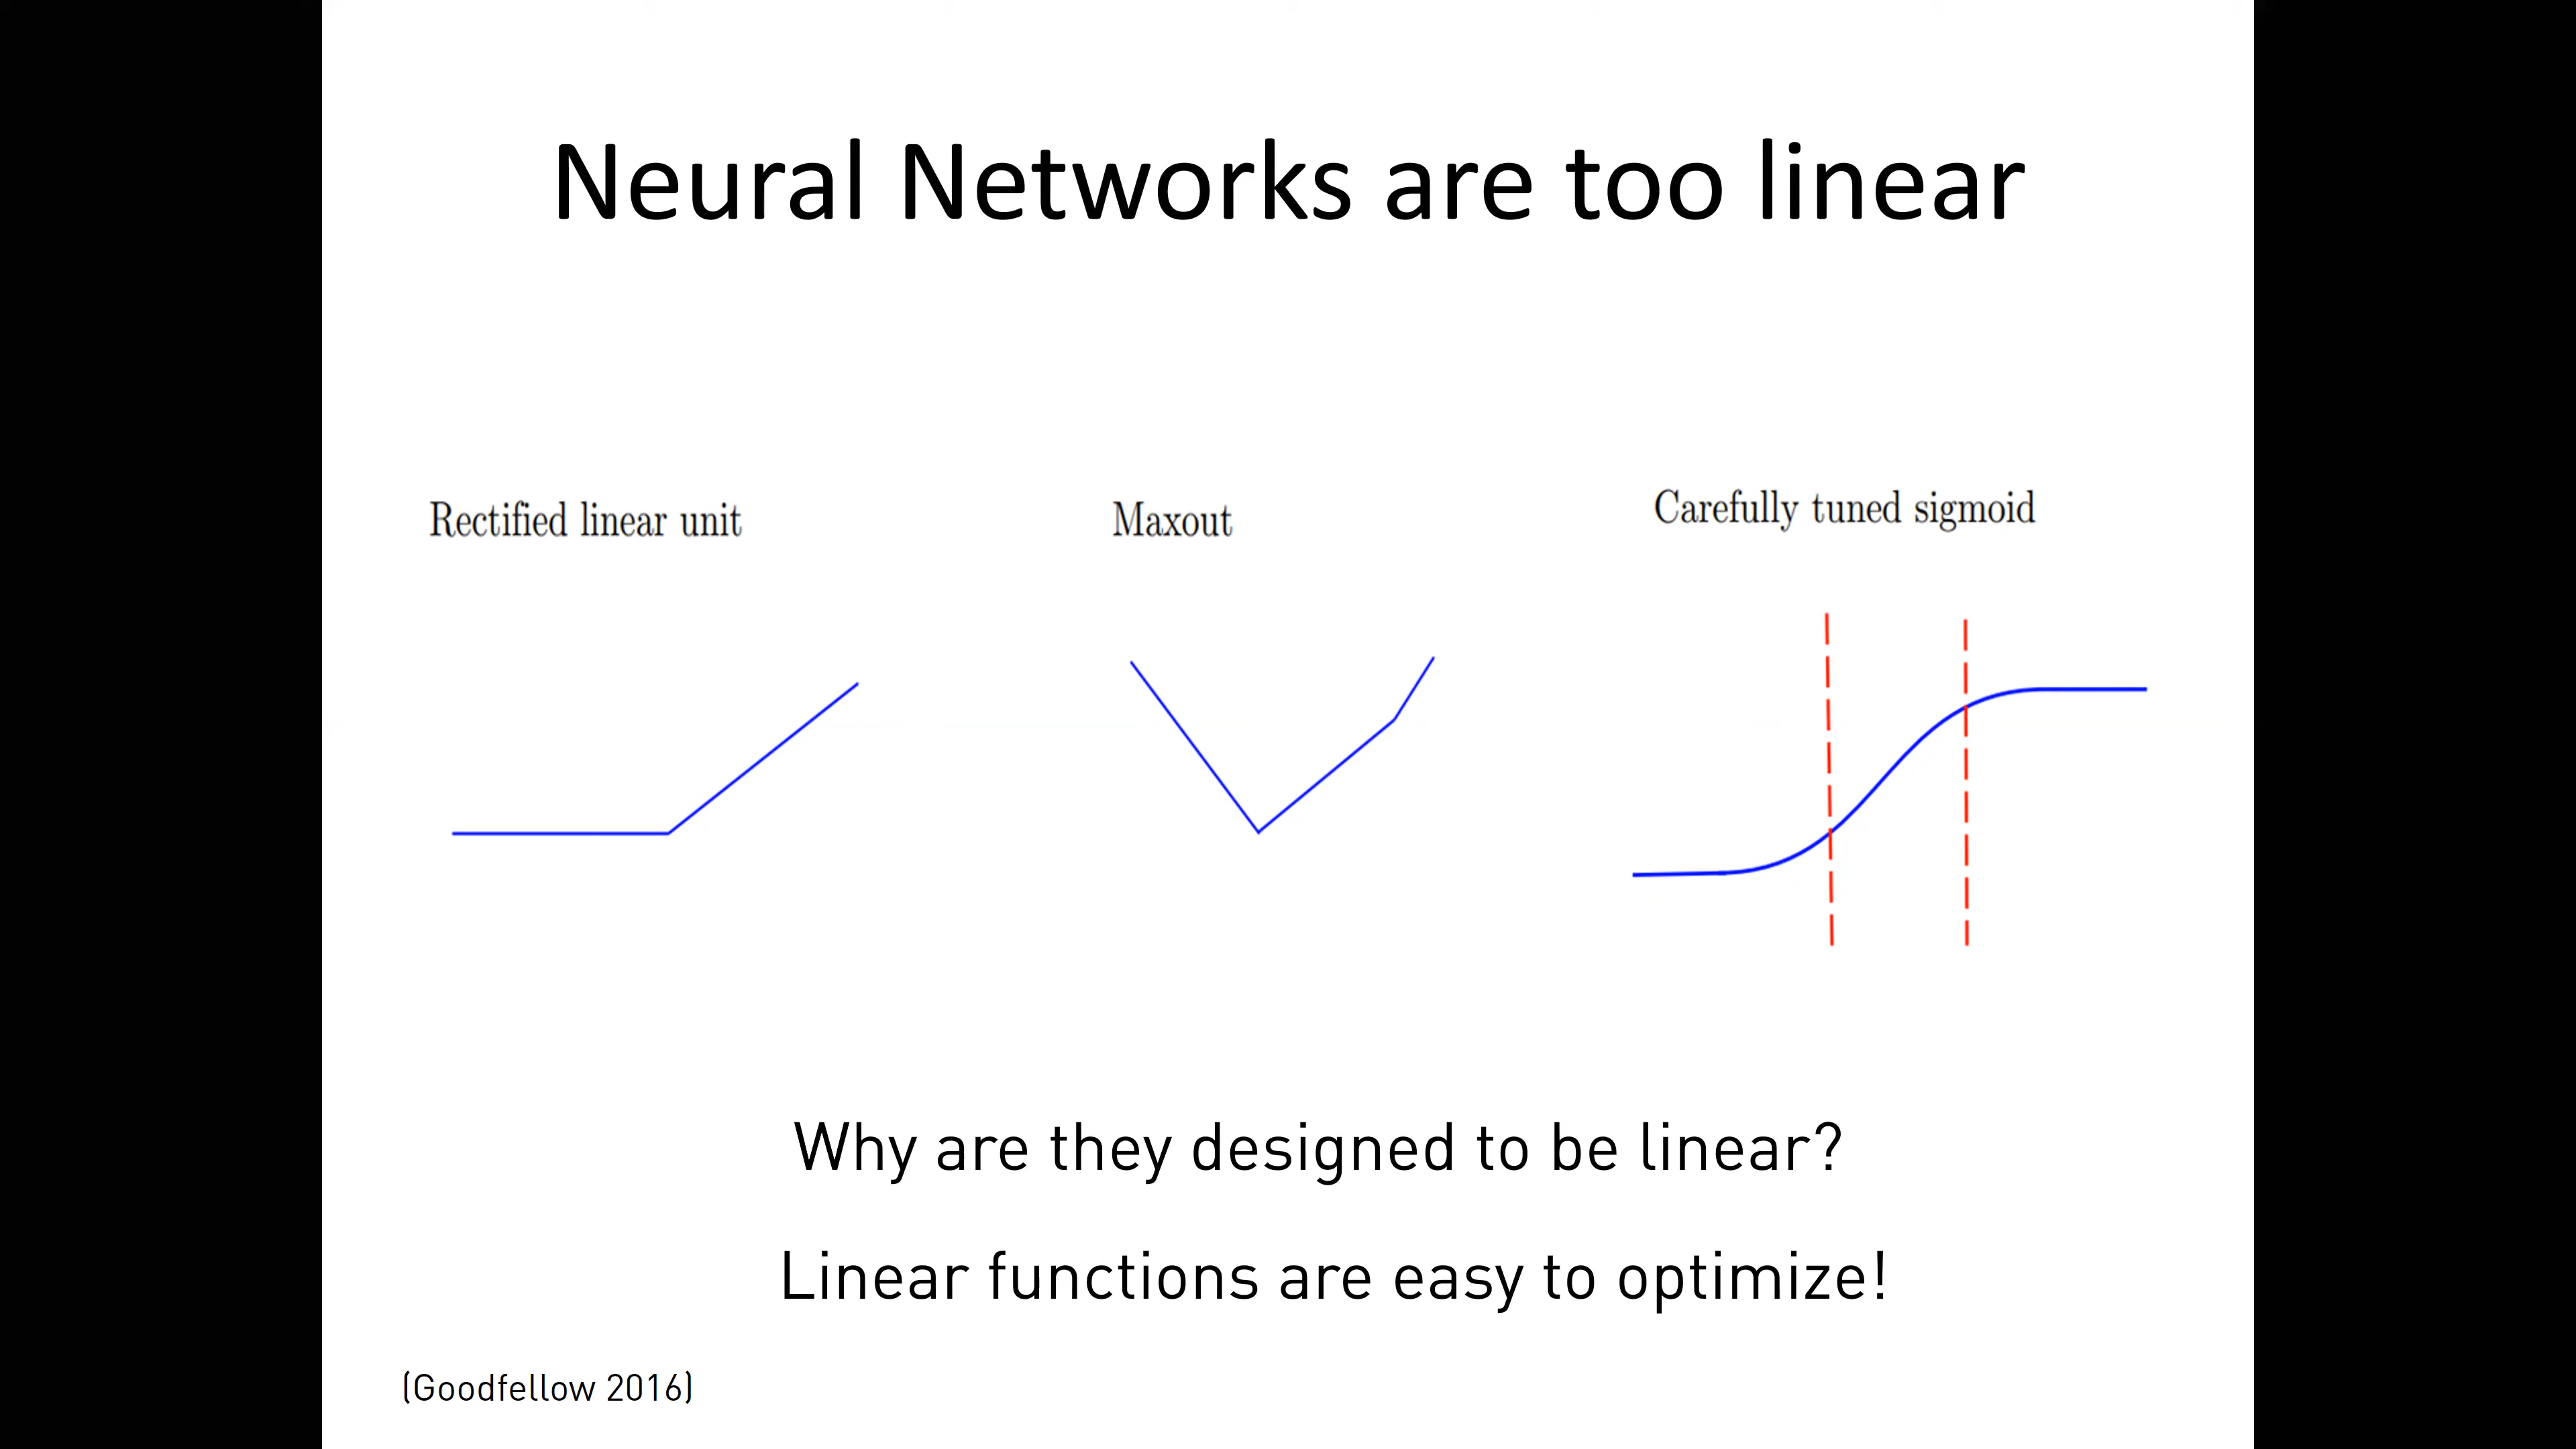 Neural Networks are too linear
Rectified linear unit
Maxout
Carefully tuned sigmoid
Why are they designed to be linear?
Linear functions are easy to optimize!
(Goodfellow 2016)